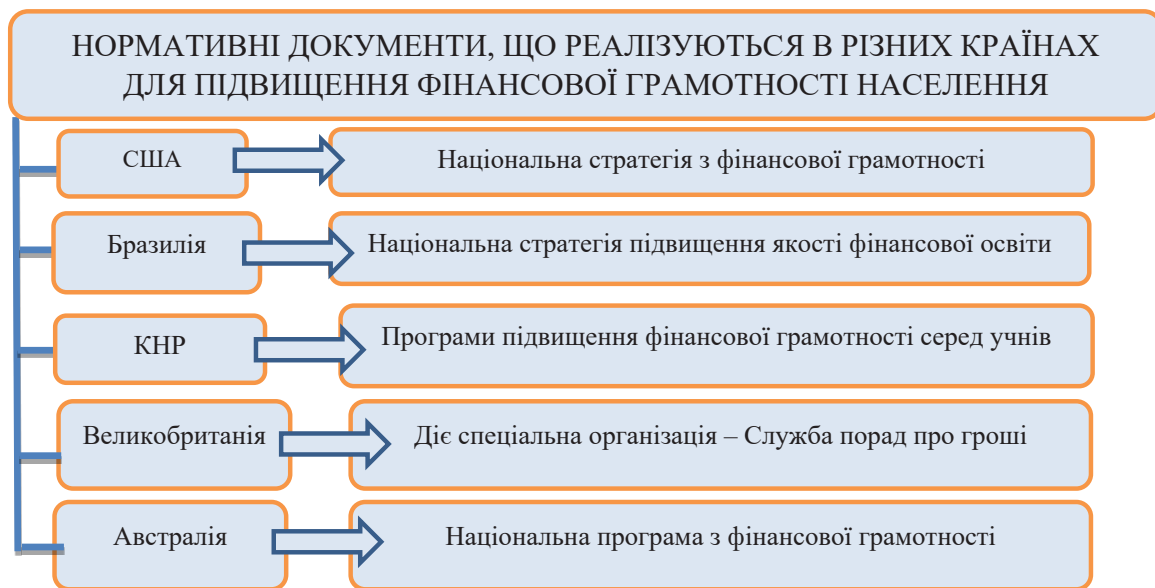 НОРМАТИВНІ ДОКУМЕНТИ, ЩО РЕАЛІЗУЮТЬСЯ В РІЗНИХ КРАЇНАХ
ДЛЯ ПІДВИЩЕННЯ ФІНАНСОВОЇ ГРАМОТНОСТІ НАСЕЛЕННЯ
США
Національна стратегія з фінансової грамотності
Бразилія
Національна стратегія підвищення якості фінансової освіти
КНР
Програми підвищення фінансової грамотності серед учнів
Великобританія
Діє спеціальна організація – Служба порад про гроші
Австралія
Національна програма з фінансової грамотності